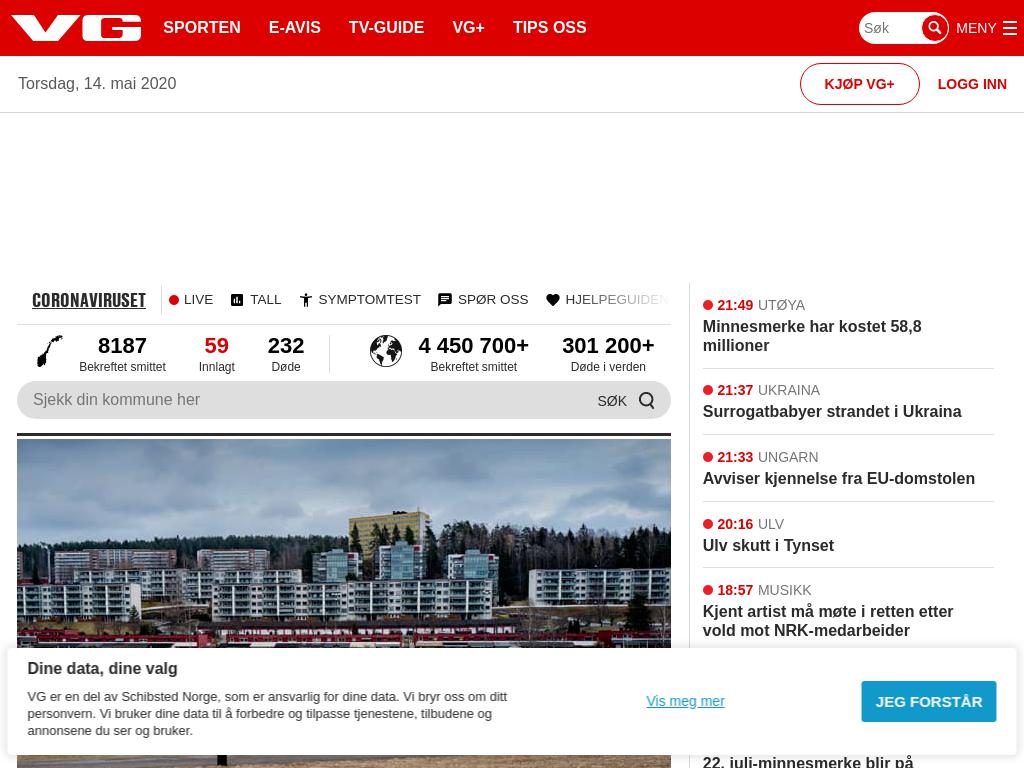 VG SPORTEN E-AVIS TV-GUIDE VG+ TIPS OSS Søk MENY
Torsdag, 14. mai 2020 KJØP VG+ LOGG INN
CORONAVIRUSET LIVE TALL SYMPTOMTEST SPØR OSS HJELPEGUIDEN
8187 59 232 4 450 700+ 301 200+
Bekreftet smittet Innlagt Døde Bekreftet smittet Døde i verden
Sjekk din kommune her SØK
21:49 UTØYA
Minnesmerke har kostet 58,8
millioner
21:37 UKRAINA
Surrogatbabyer strandet i Ukraina
21:33 UNGARN
Avviser kjennelse fra EU-domstolen
20:16 ULV
Ulv skutt i Tynset
18:57 MUSIKK
Kjent artist må møte i retten etter
vold mot NRK-medarbeider
Dine data, dine valg
VG er en del av Schibsted Norge, som er ansvarlig for dine data. Vi bryr oss om ditt
personvern. Vi bruker dine data til å forbedre og tilpasse tjenestene, tilbudene og
annonsene du ser og bruker.
Vis meg mer
JEG FORSTÅR
22. juli-minnesmerke blir på